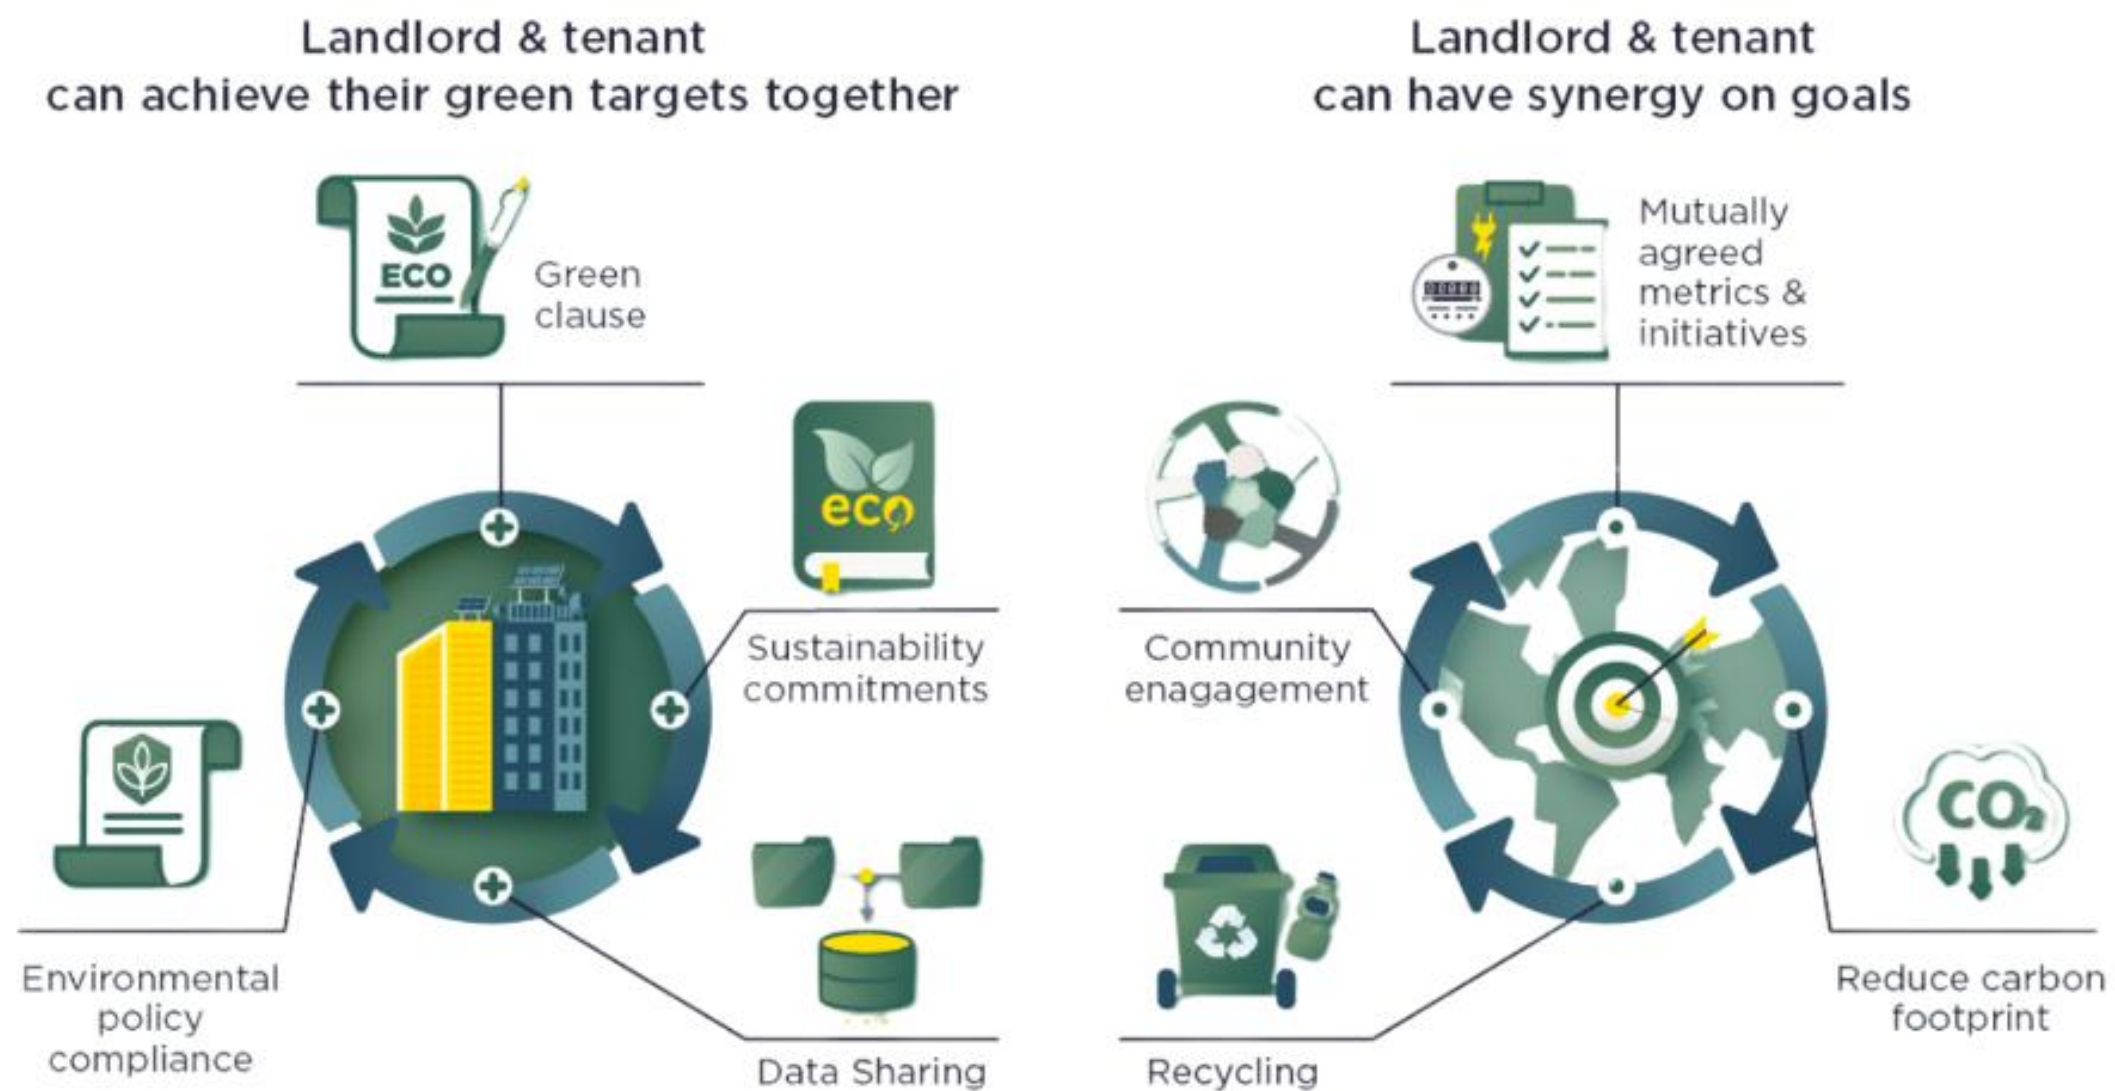 Landlord & tenant
can achieve their green targets together
ECO
Green
clause
eco
Sustainability
commitments
Environmental
policy
compliance
Data Sharing
Landlord & tenant
can have synergy on goals
Mutually
agreed
metrics &
initiatives
00000
Community
enagagement
CO₂
Reduce carbon
footprint
Recycling